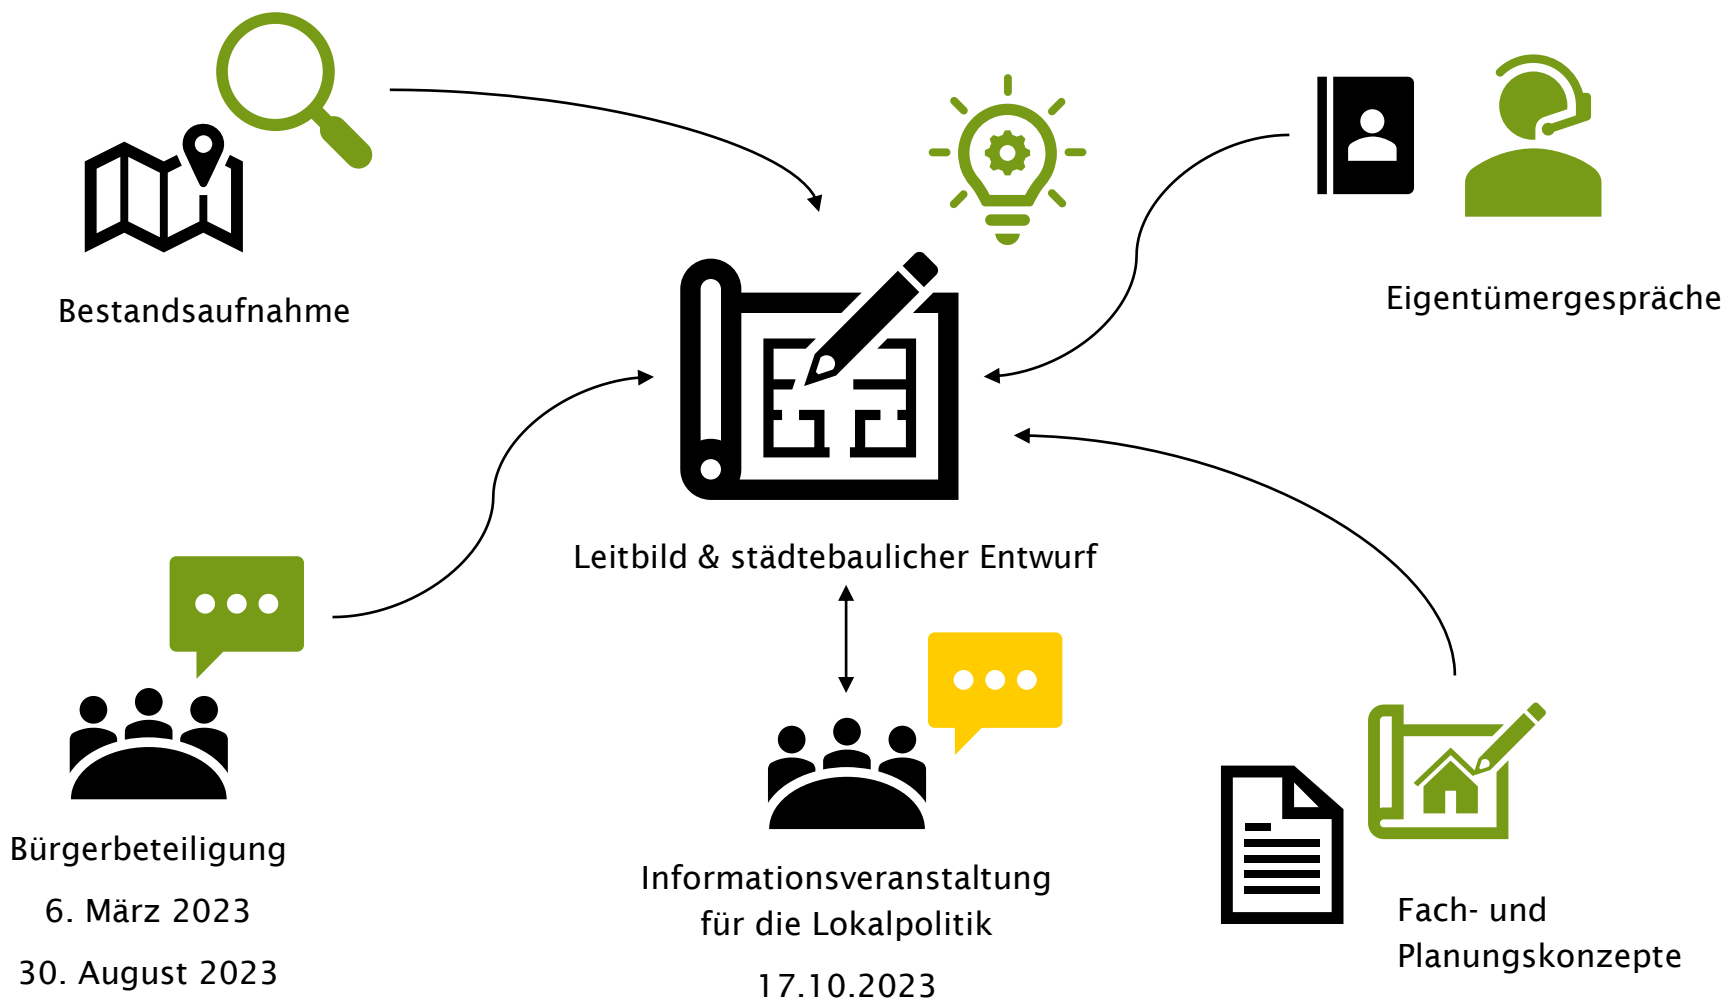 Bestandsaufnahme
Eigentümergespräche
Leitbild & städtebaulicher Entwurf
Bürgerbeteiligung
6. März 2023
30. August 2023
Informationsveranstaltung
für die Lokalpolitik
17.10.2023
Fach- und
Planungskonzepte